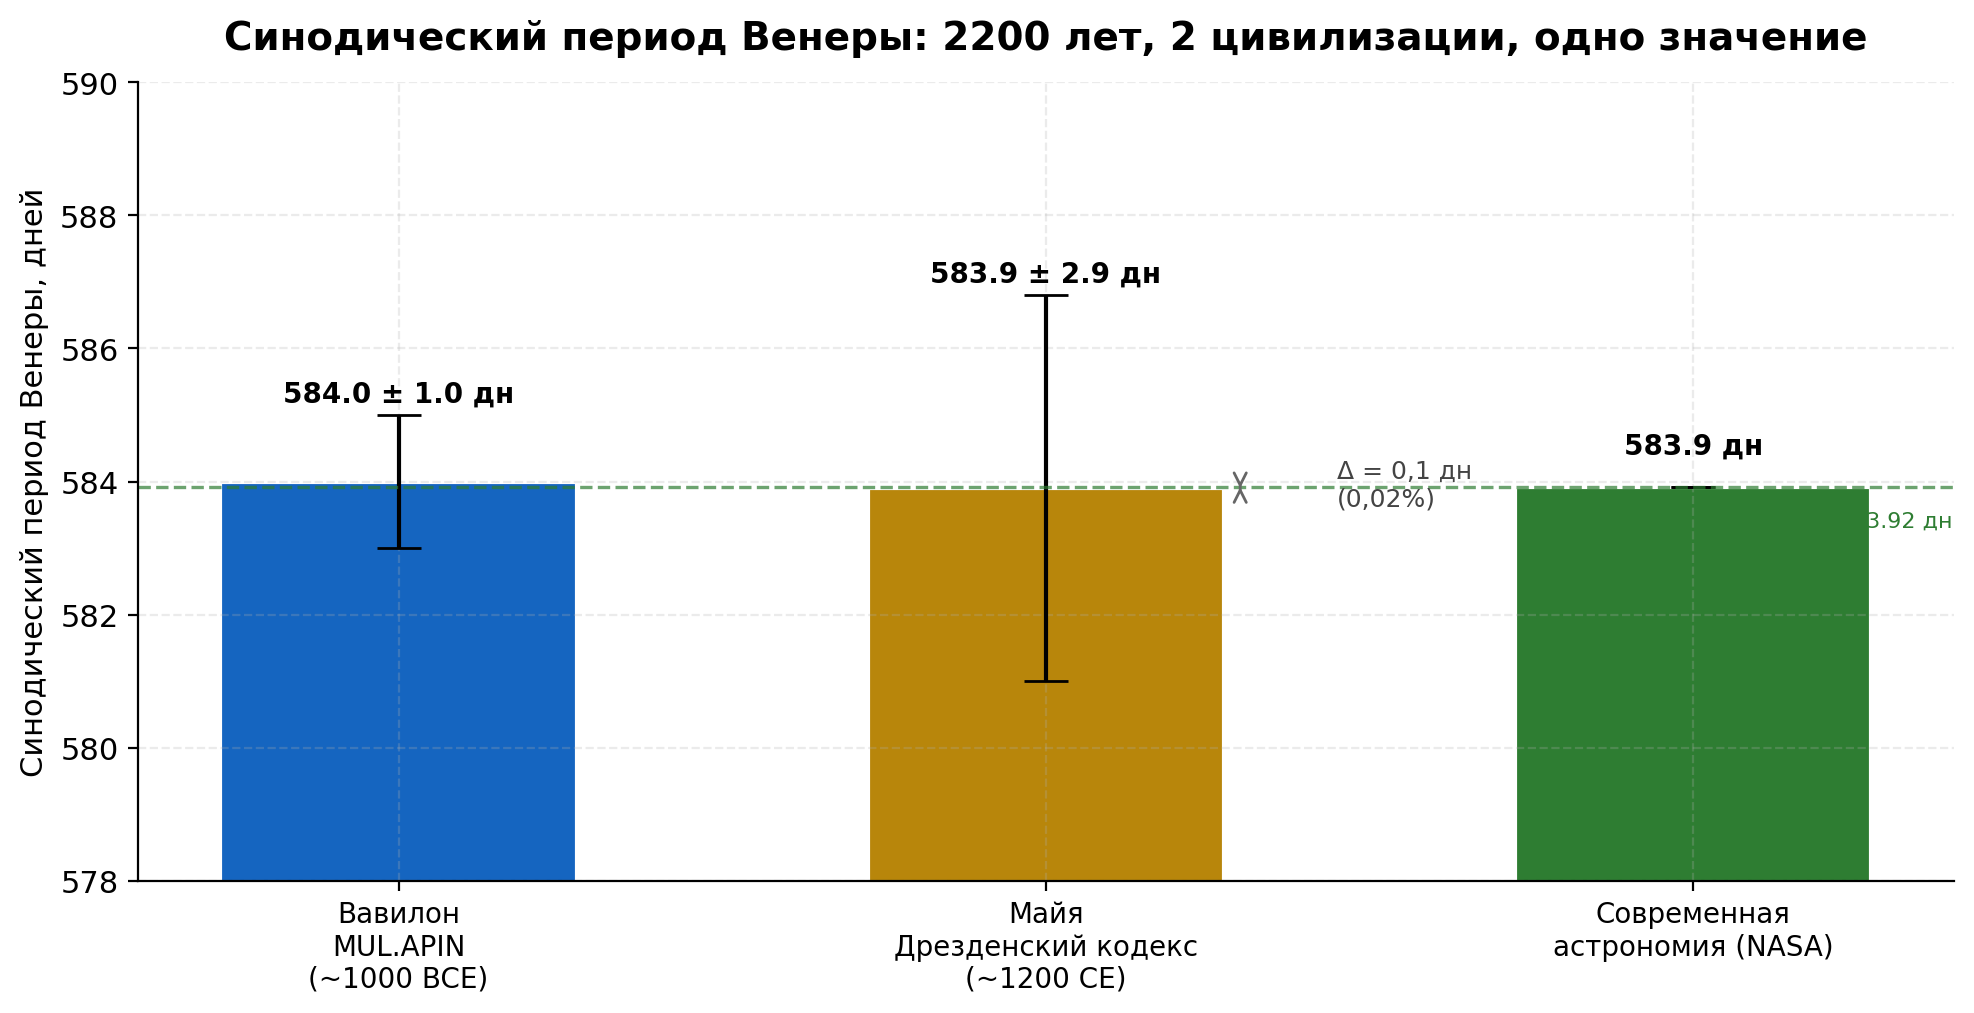 Синодический период Венеры: 2200 лет, 2 цивилизации, одно значение
Синодический период Венеры, дней
590
588
586
584
582
580
578
584.0 ± 1.0 дн
583.9 ± 2.9 дн
583.9 дн
Δ = 0,1 дн
(0,02%)
3.92 дн
Вавилон
MUL.APIN
(~1000 BCE)
Майя
Дрезденский кодекс
(~1200 CE)
Современная
астрономия (NASA)